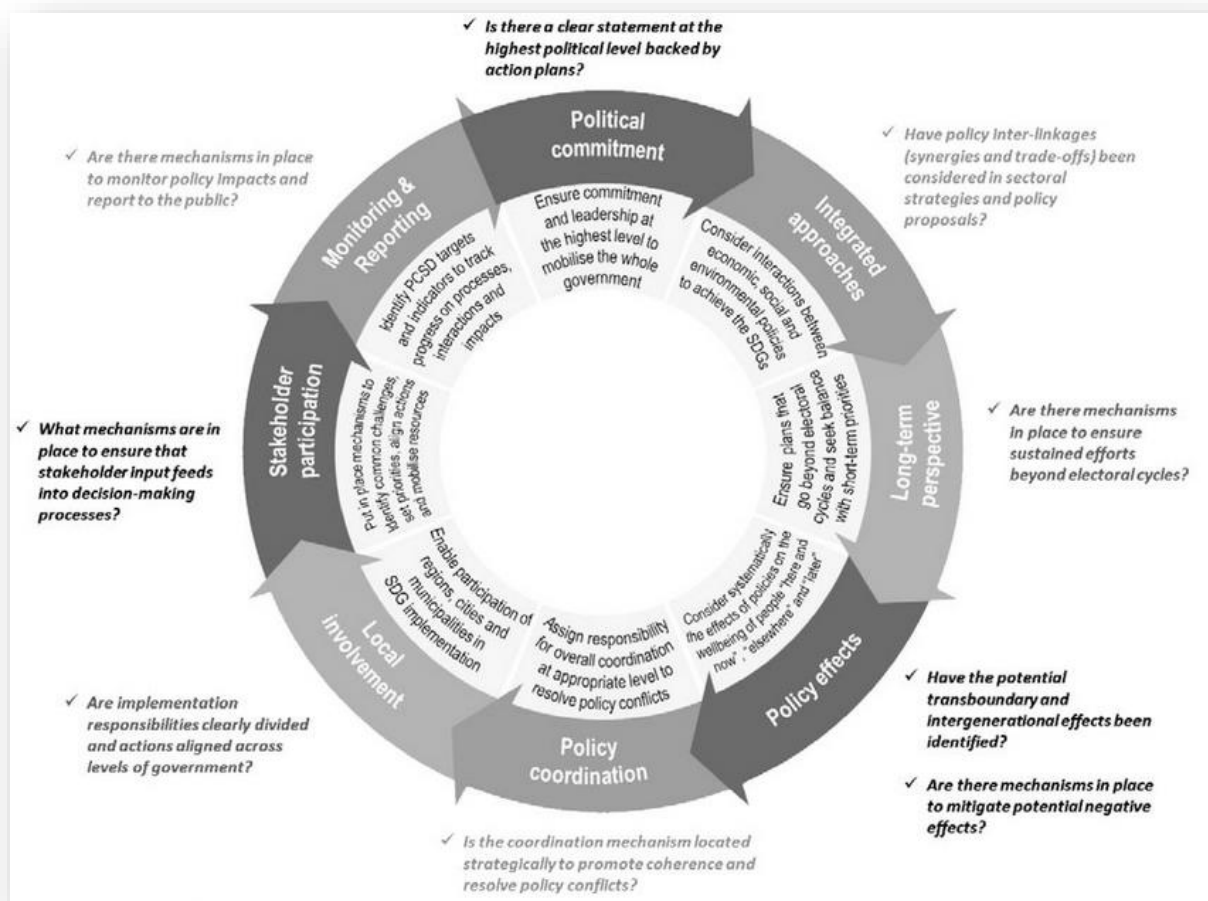 ✓ Is there a clear statement at the
highest political level backed by
action plans?
Political
commitment
Ensure commitment
and leadership at
the highest level to
mobilise the whole
government
✓ Have policy inter-linkages
(synergies and trade-offs) been
considered in sectoral
strategies and policy
proposals?
Integrated
approaches
Consider interactions between
economic, social and
environmental policies
to achieve the SDGs
✓ Are there mechanisms
in place to ensure
sustained efforts
beyond electoral cycles?
Long-term
perspective
Ensure plans that
go beyond electoral
cycles and seek balance
with short-term priorities
✓ Have the potential
transboundary and
intergenerational effects been
identified?
✓ Are there mechanisms in place
to mitigate potential negative
effects?
Policy effects
Consider systematically
the effects of policies on the
wellbeing of people "here and
now", "elsewhere" and "later"
✓ Is the coordination mechanism located
strategically to promote coherence and
resolve policy conflicts?
Policy
coordination
Assign responsibility
for overall coordination
at appropriate level to
resolve policy conflicts
✓ Are implementation
responsibilities clearly divided
and actions aligned across
levels of government?
Local
involvement
Enable participation of
regions, cities and
municipalities in
SDG implementation
✓ What mechanisms are in
place to ensure that
stakeholder input feeds
into decision-making
processes?
Stakeholder
participation
Put in place mechanisms to
identify common challenges,
set priorities, align actions
and mobilise resources
✓ Are there mechanisms in place
to monitor policy impacts and
report to the public?
Monitoring &
Reporting
Identify PCSD targets
and indicators to track
progress on processes,
interactions and
impacts